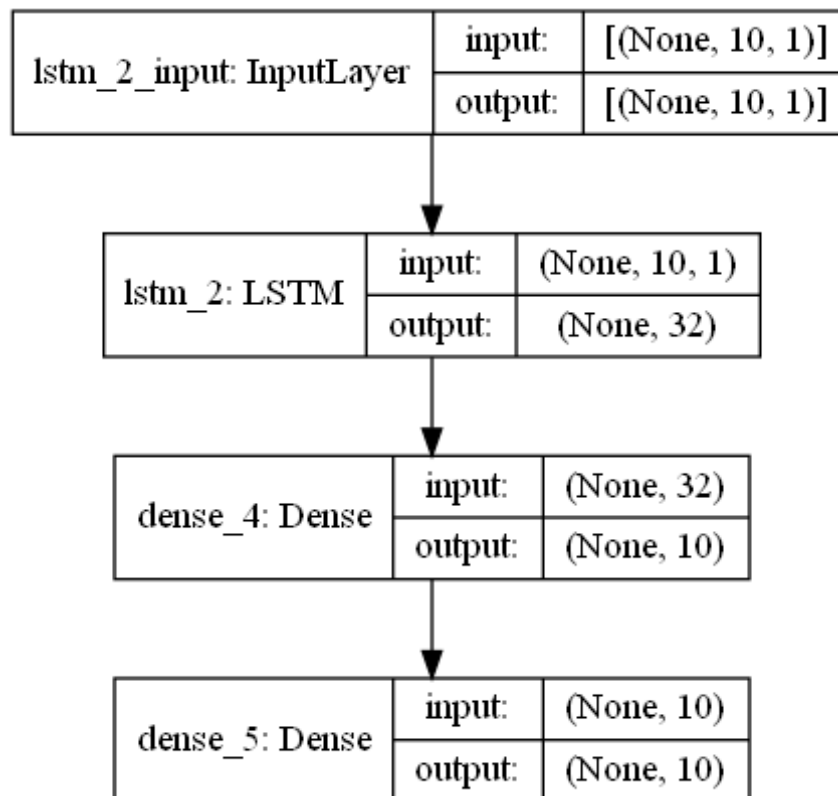 lstm_2_input: InputLayer
input:
[(None, 10, 1)]
output:
[(None, 10, 1)]
lstm_2: LSTM
input:
(None, 10, 1)
output:
(None, 32)
dense_4: Dense
input:
(None, 32)
output:
(None, 10)
dense_5: Dense
input:
(None, 10)
output:
(None, 10)